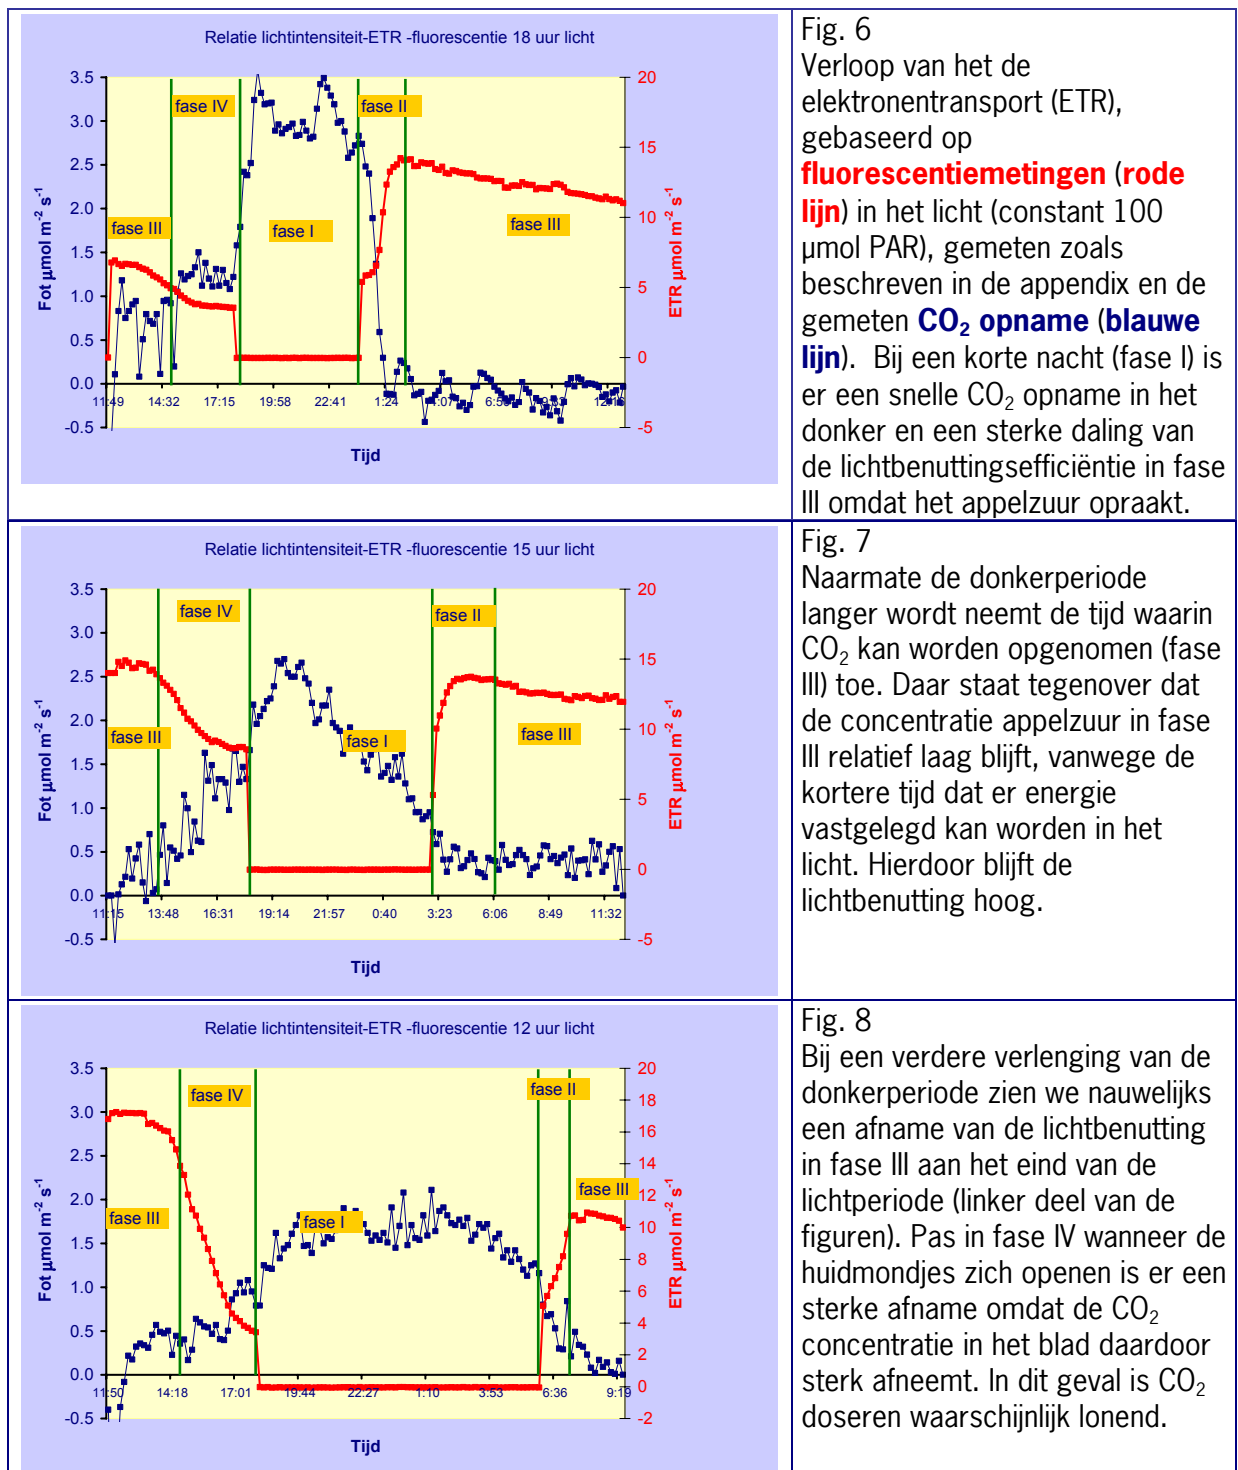 Relatie lichtintensiteit-ETR -fluorescentie 18 uur licht
3.5
3.0
2.5
2.0
1.5
1.0
0.5
0.0
-0.5
Fot µmol m-2 s-1
20
15
10
5
0
-5
ETR µmol m-2 s-1
fase III
fase IV
fase I
fase II
fase III
11:49 14:32 17:15 19:58 22:41 1:24
Tijd
Fig. 6
Verloop van het de
elektronentransport (ETR),
gebaseerd op
fluorescentiemetingen (rode
lijn) in het licht (constant 100
µmol PAR), gemeten zoals
beschreven in de appendix en de
gemeten CO2 opname (blauwe
lijn). Bij een korte nacht (fase I) is
er een snelle CO2 opname in het
donker en een sterke daling van
de lichtbenuttingsefficiëntie in fase
III omdat het appelzuur opraakt.
Relatie lichtintensiteit-ETR -fluorescentie 15 uur licht
3.5
3.0
2.5
2.0
1.5
1.0
0.5
0.0
-0.5
Fot µmol m-2 s-1
20
15
10
5
0
-5
ETR µmol m-2 s-1
fase III
fase IV
fase I
fase II
fase III
11:15 13:48 16:31 19:14 21:57 0:40 3:23 6:06 8:49 11:32
Tijd
Fig. 7
Naarmate de donkerperiode
langer wordt neemt de tijd waarin
CO2 kan worden opgenomen (fase
III) toe. Daar staat tegenover dat
de concentratie appelzuur in fase
III relatief laag blijft, vanwege de
kortere tijd dat er energie
vastgelegd kan worden in het
licht. Hierdoor blijft de
lichtbenutting hoog.
Relatie lichtintensiteit-ETR -fluorescentie 12 uur licht
3.5
3.0
2.5
2.0
1.5
1.0
0.5
0.0
-0.5
Fot µmol m-2 s-1
20
18
16
14
12
10
8
6
4
2
0
-2
ETR µmol m-2 s-1
fase III
fase IV
fase I
fase II
fase III
11:50 14:18 17:01 19:44 22:27 1:10 3:53 6:36 9:19
Tijd
Fig. 8
Bij een verdere verlenging van de
donkerperiode zien we nauwelijks
een afname van de lichtbenutting
in fase III aan het eind van de
lichtperiode (linker deel van de
figuren). Pas in fase IV wanneer de
huidmondjes zich openen is er een
sterke afname omdat de CO2
concentratie in het blad daardoor
sterk afneemt. In dit geval is CO2
doseren waarschijnlijk lonend.